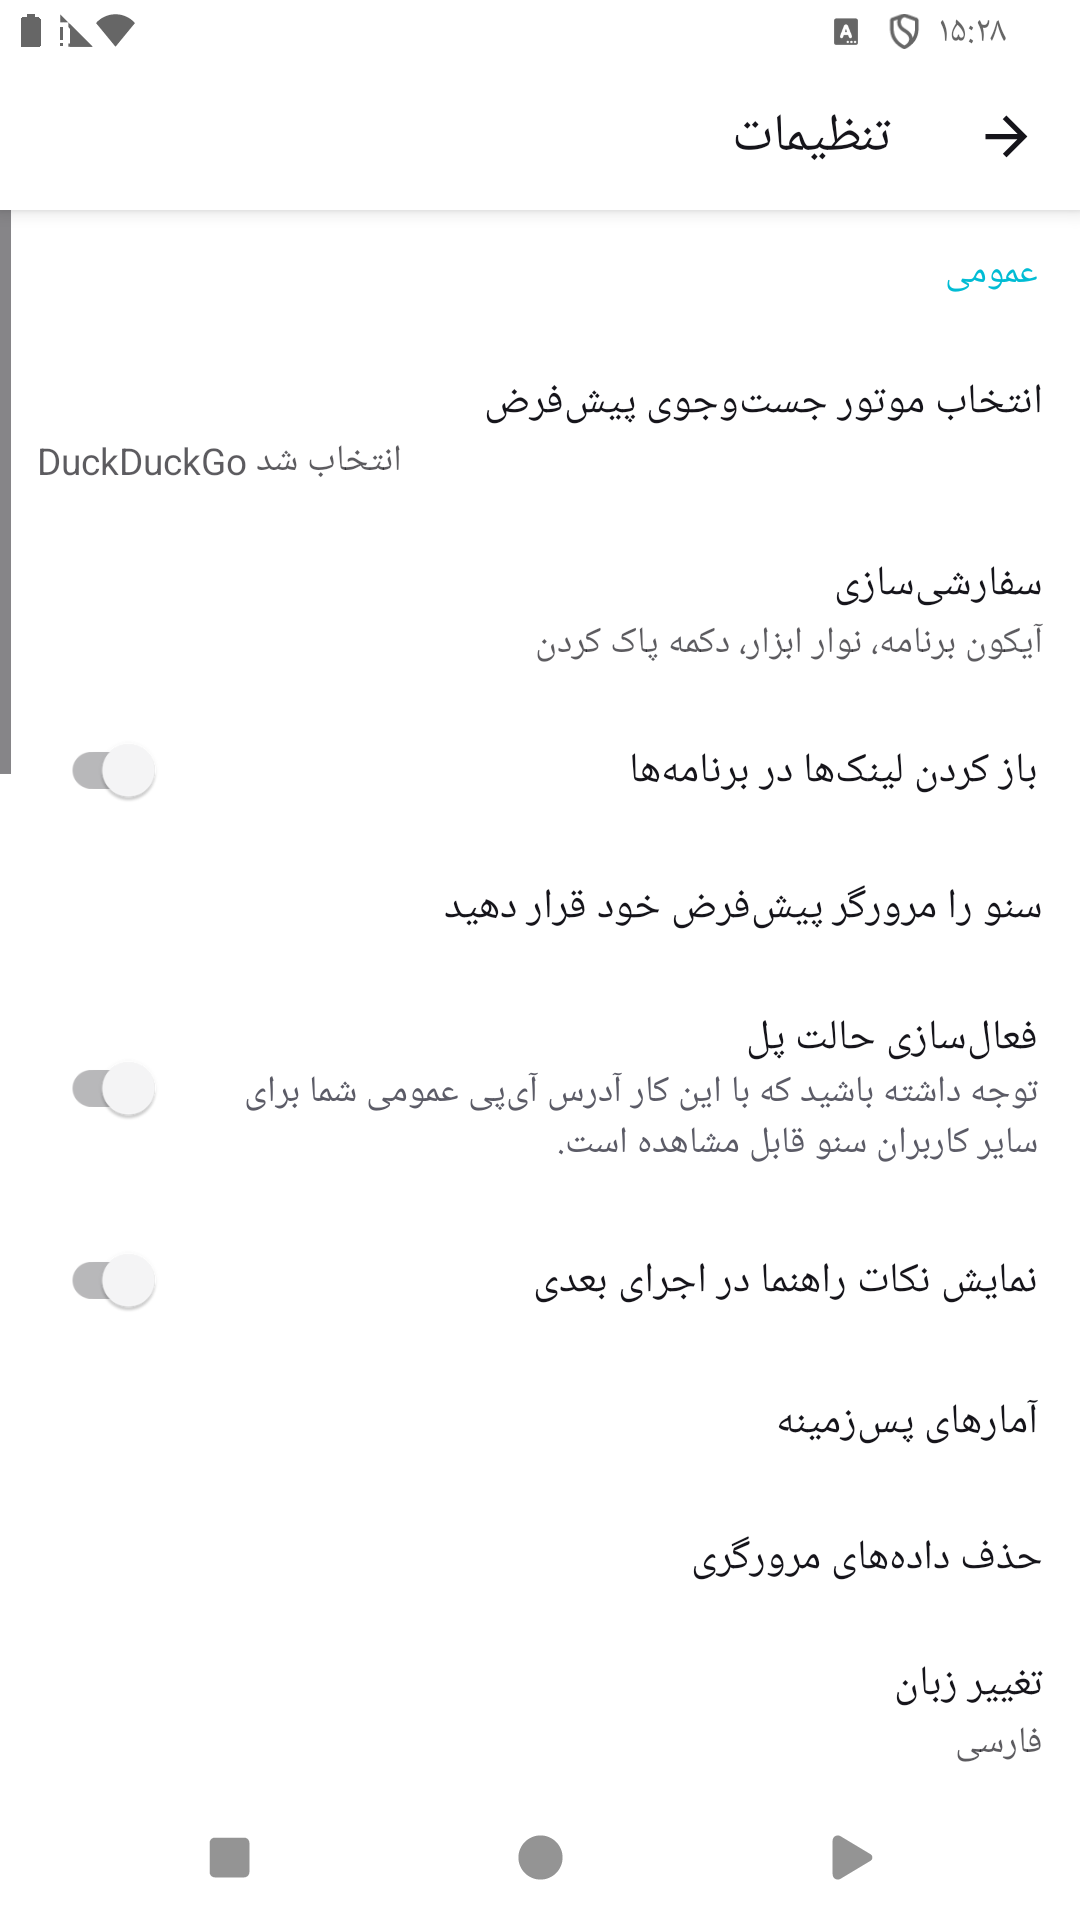 ۱۵:۲۸
تنظیمات
عمومی
انتخاب موتور جست‌وجوی پیش‌فرض
انتخاب شد DuckDuckGo
سفارشی‌سازی
آیکون برنامه، نوار ابزار، دکمه پاک کردن
باز کردن لینک‌ها در برنامه‌ها
سنو را مرورگر پیش‌فرض خود قرار دهید
فعال‌سازی حالت پل
توجه داشته باشید که با این کار آدرس آی‌پی عمومی شما برای
سایر کاربران سنو قابل مشاهده است.
نمایش نکات راهنما در اجرای بعدی
آمارهای پس‌زمینه
حذف داده‌های مرورگری
تغییر زبان
فارسی